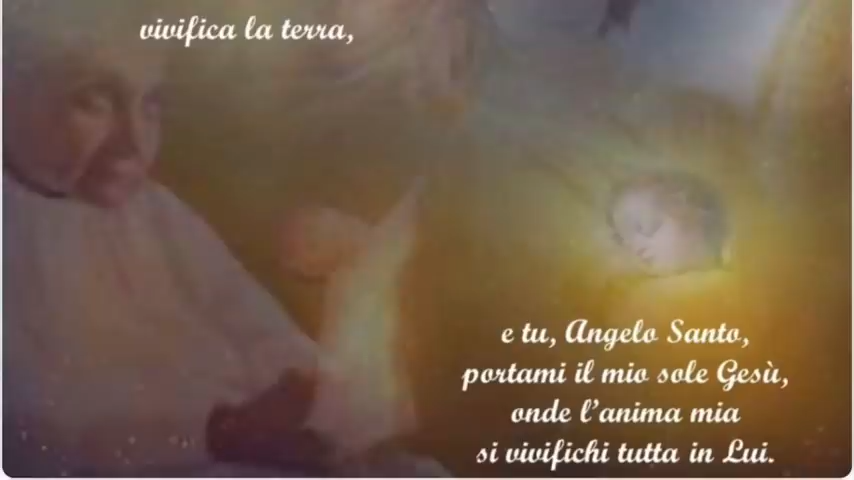 vivifica la terra,
e tu, Angelo Santo,
portami il mio sole Gesù,
onde l'anima mia
si vivifichi tutta in Lui.